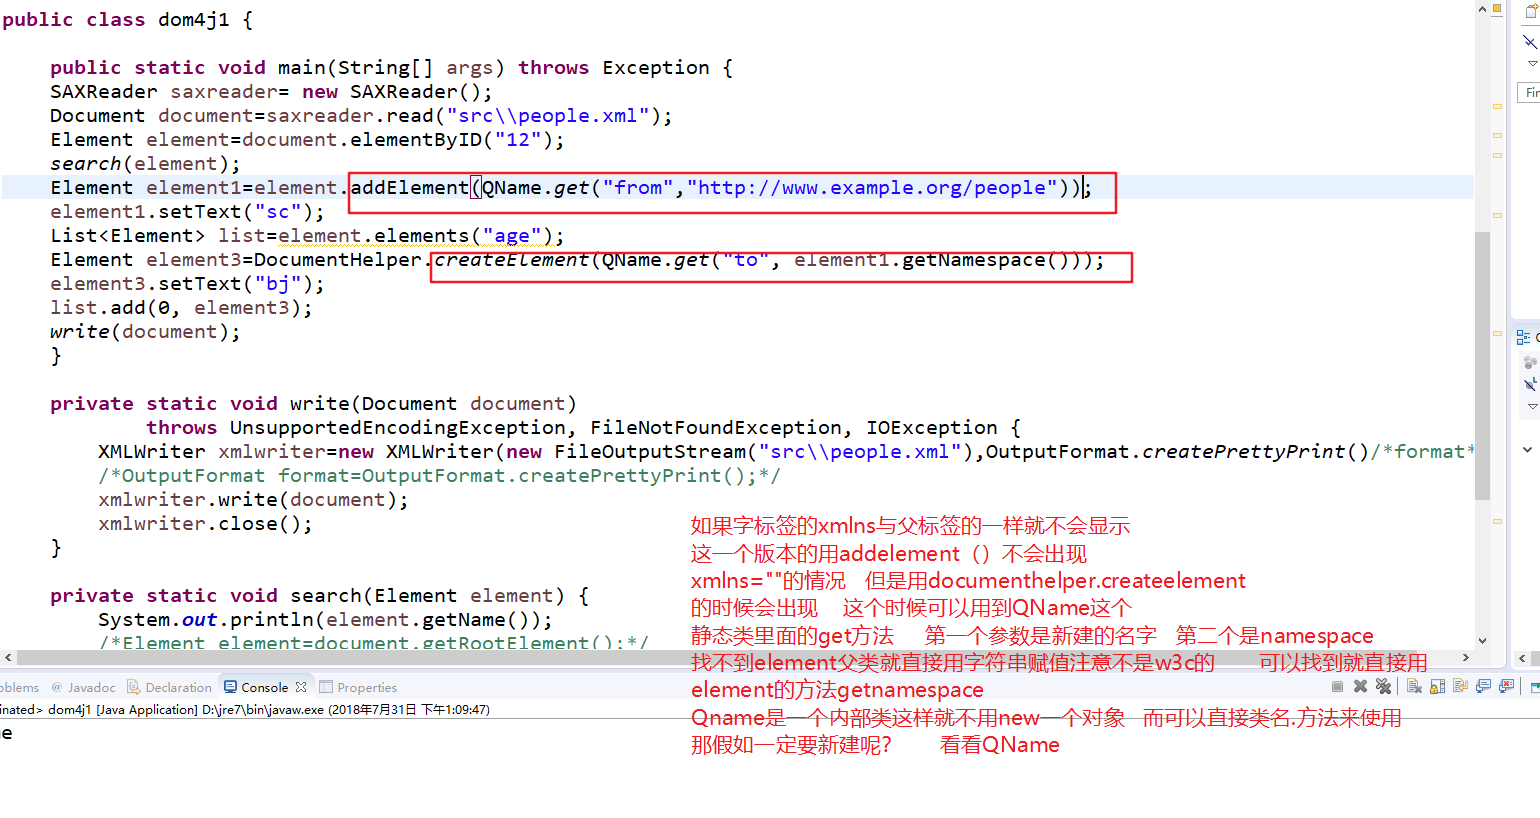 public class dom4j1 {
public static void main(String[] args) throws Exception {
SAXReader saxreader= new SAXReader();
Document document=saxreader.read("src\\people.xml");
Element element=document.elementByID("12");
search(element);
Element element1=element.addElement(QName.get("from","http://www.example.org/people"));
element1.setText("sc");
List<Element> list=element.elements("age");
Element element3=DocumentHelper.createElement(QName.get("to", element1.getNamespace()));
element3.setText("bj");
list.add(0, element3);
write(document);
}
private static void write(Document document)
throws UnsupportedEncodingException, FileNotFoundException, IOException {
XMLWriter xmlwriter=new XMLWriter(new FileOutputStream("src\\people.xml"),OutputFormat.createPrettyPrint()/*format*
/*OutputFormat format=OutputFormat.createPrettyPrint();*/
xmlwriter.write(document);
xmlwriter.close();
}
private static void search(Element element) {
System.out.println(element.getName());
/*Element element=document.getRootElement();*/
如果字标签的xmlns与父标签的一样就不会显示
这一个版本的用addelement（）不会出现
xmlns=""的情况 但是用documenthelper.createelement
的时候会出现 这个时候可以用到QName这个
静态类里面的get方法 第一个参数是新建的名字 第二个是namespace
找不到element父类就直接用字符串赋值注意不是w3c的 可以找到就直接用
element的方法getnamespace
Qname是一个内部类这样就不用new一个对象 而可以直接类名.方法来使用
那假如一定要新建呢? 看看QName
Fin
oblems @ Javadoc Declaration Console Properties
inated> dom4j1 [Java Application] D:\jre7\bin\javaw.exe (2018年7月31日 下午1:09:47)
e